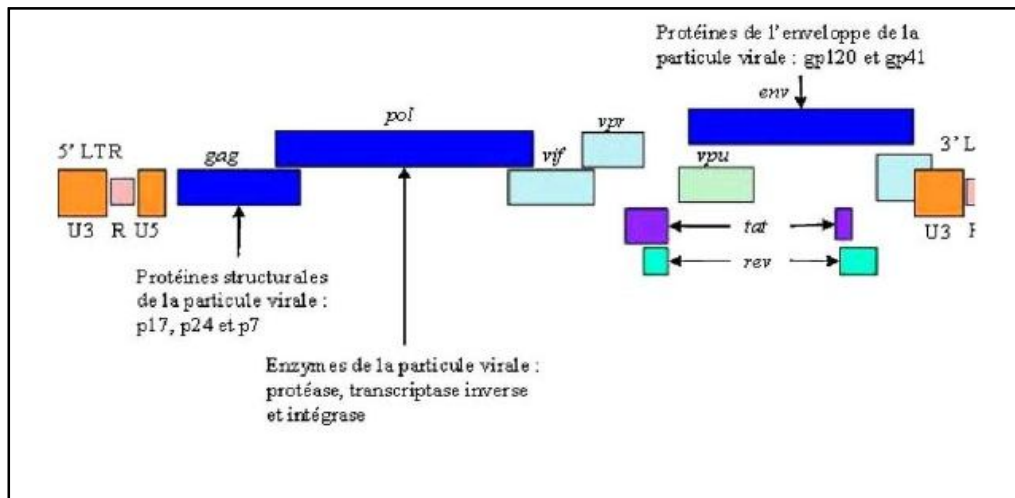 Protéines de l'enveloppe de la
particule virale : gp120 et gp41
env
pol
vpr
5' LTR
gag
vif
vpu
3' L
U3 R U5
tat
U3
rev
Protéines structurales
de la particule virale :
p17, p24 et p7
Enzymes de la particule virale :
protéase, transcriptase inverse
et intégrase